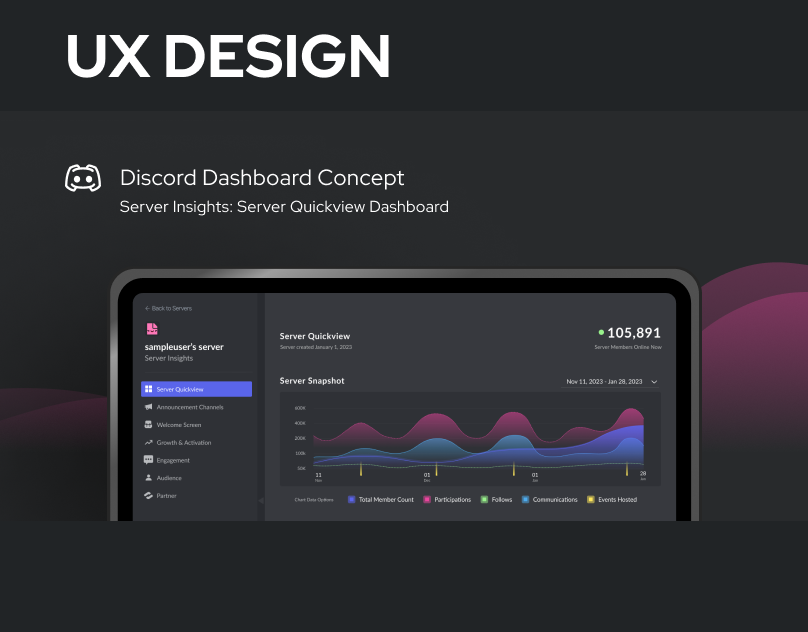 UX DESIGN
Discord Dashboard Concept
Server Insights: Server Quickview Dashboard
← Back to Servers
sampleuser's server
Server Insights
Server Quickview
Announcement Channels
Welcome Screen
Growth & Activation
Engagement
Audience
Partner
Server Quickview
Server created January 1, 2023
105,891
Server Members Online Now
Server Snapshot
Nov 11, 2023 - Jan 28, 2023
600K
400K
200K
100k
50K
11 Nov
01 Dec
01 Jan
28 Jan
Chart Data Options
Total Member Count
Participations
Follows
Communications
Events Hosted